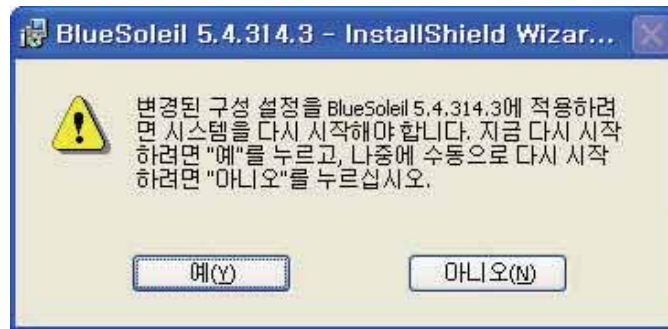 BlueSoleil 5.4.314.3 - InstallShield Wizar...
변경된 구성 설정을 BlueSoleil 5.4.314.3에 적용하려
면 시스템을 다시 시작해야 합니다. 지금 다시 시작
하려면 "예"를 누르고, 나중에 수동으로 다시 시작
하려면 "아니오"를 누르십시오.
예(Y)
아니오(N)